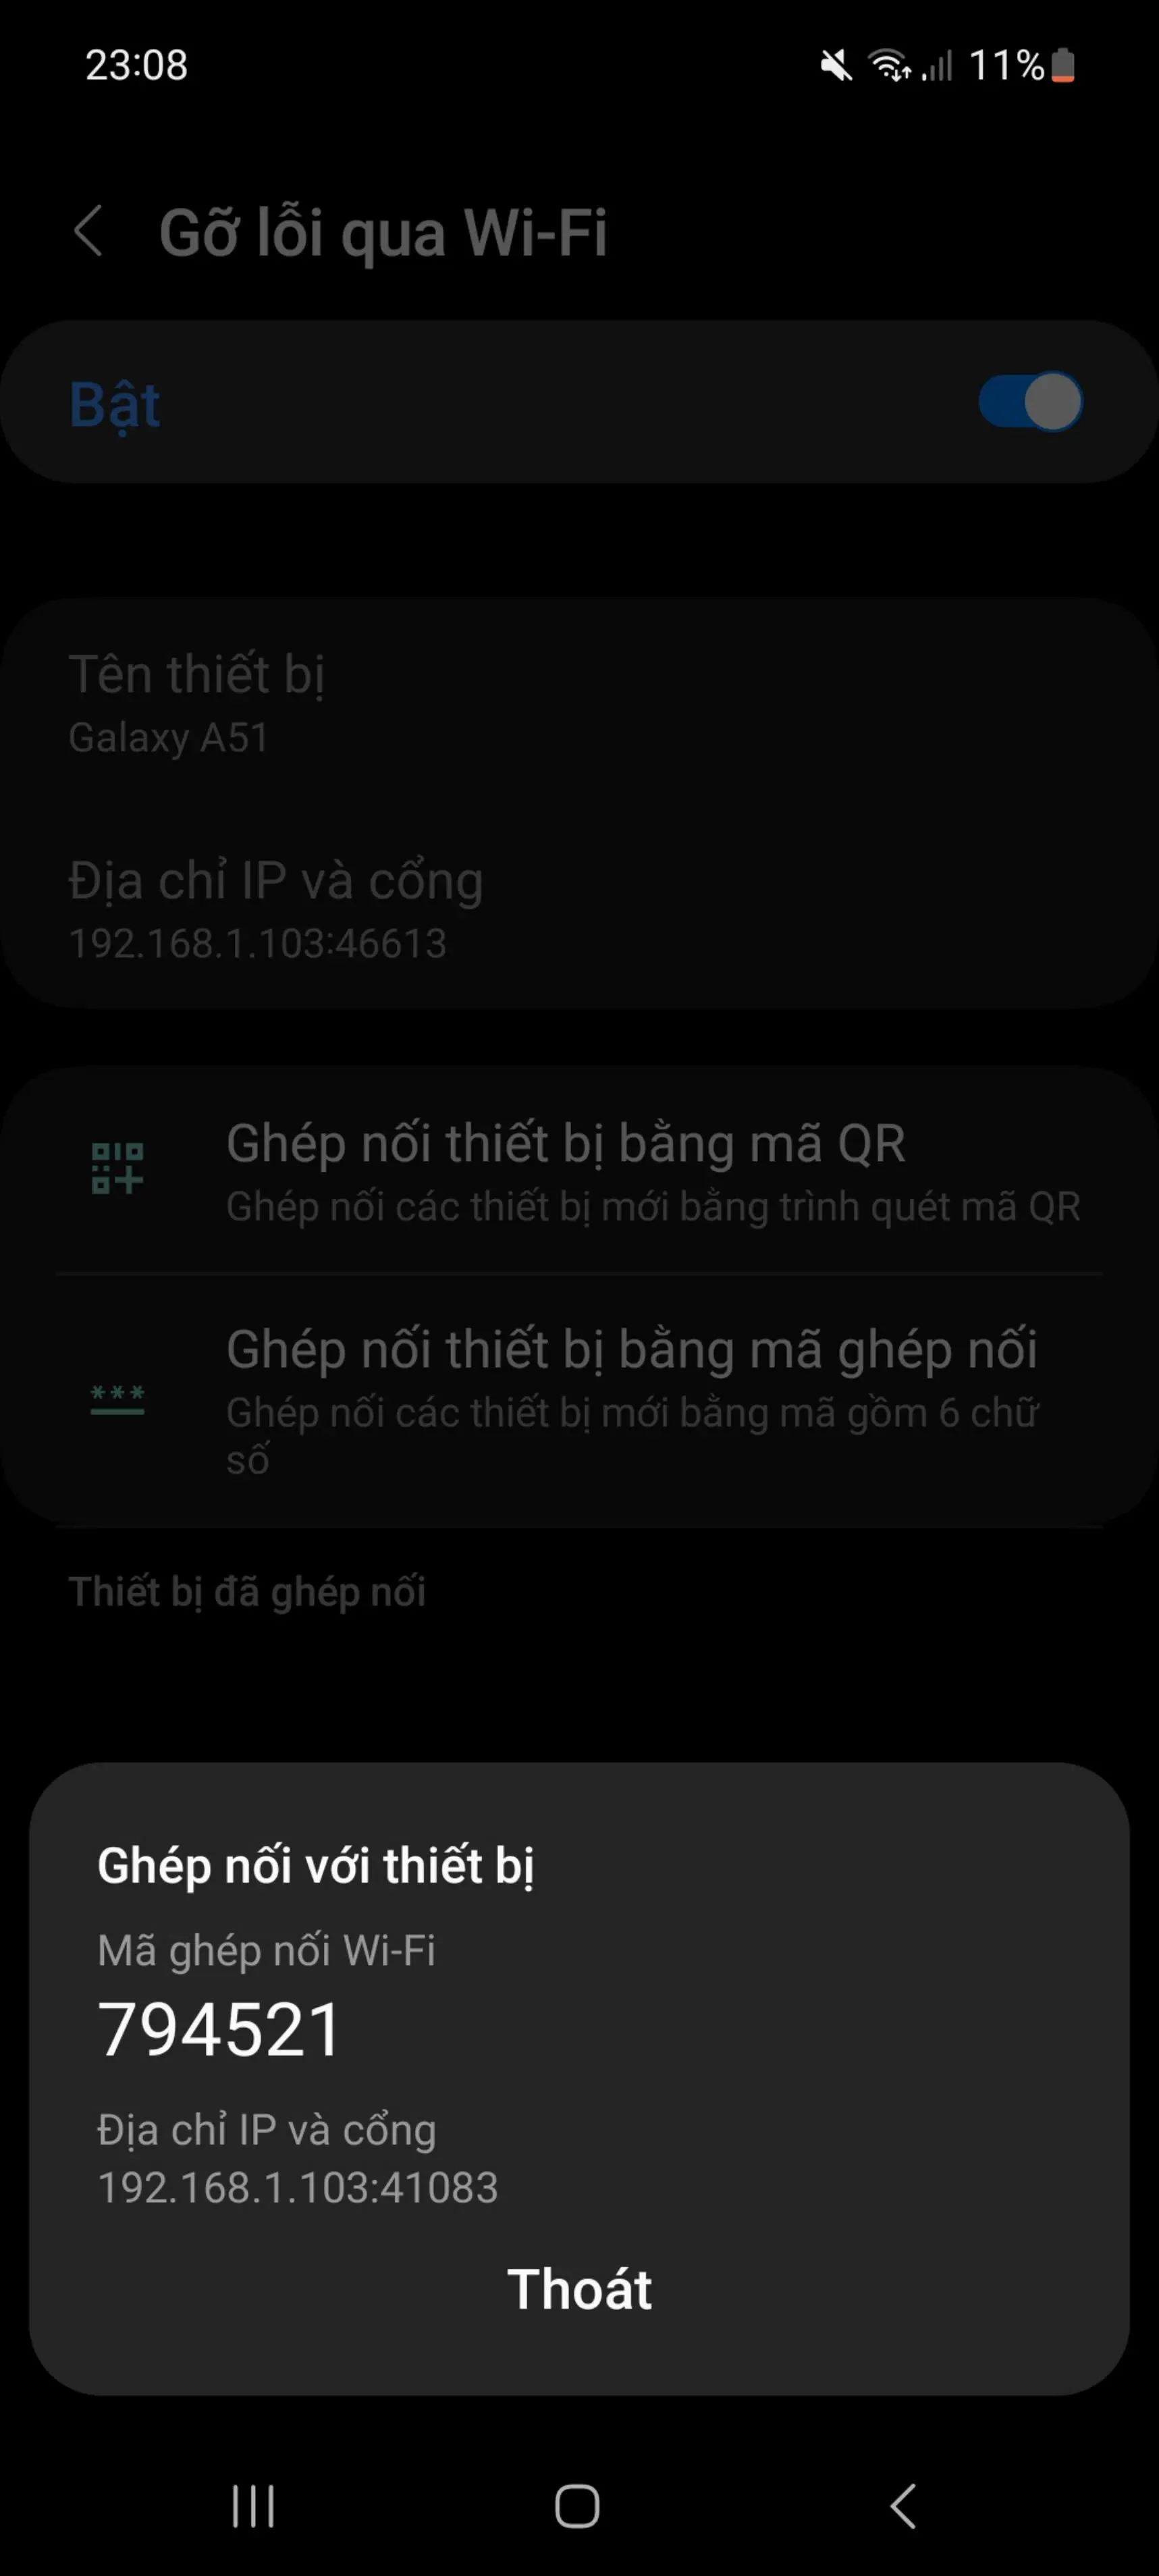 23:08
11%
Gỡ lỗi qua Wi-Fi
Bật
Tên thiết bị
Galaxy A51
Địa chỉ IP và cổng
192.168.1.103:46613
Ghép nối thiết bị bằng mã QR
Ghép nối các thiết bị mới bằng trình quét mã QR
Ghép nối thiết bị bằng mã ghép nối
Ghép nối các thiết bị mới bằng mã gồm 6 chữ
số
Thiết bị đã ghép nối
Ghép nối với thiết bị
Mã ghép nối Wi-Fi
794521
Địa chỉ IP và cổng
192.168.1.103:41083
Thoát